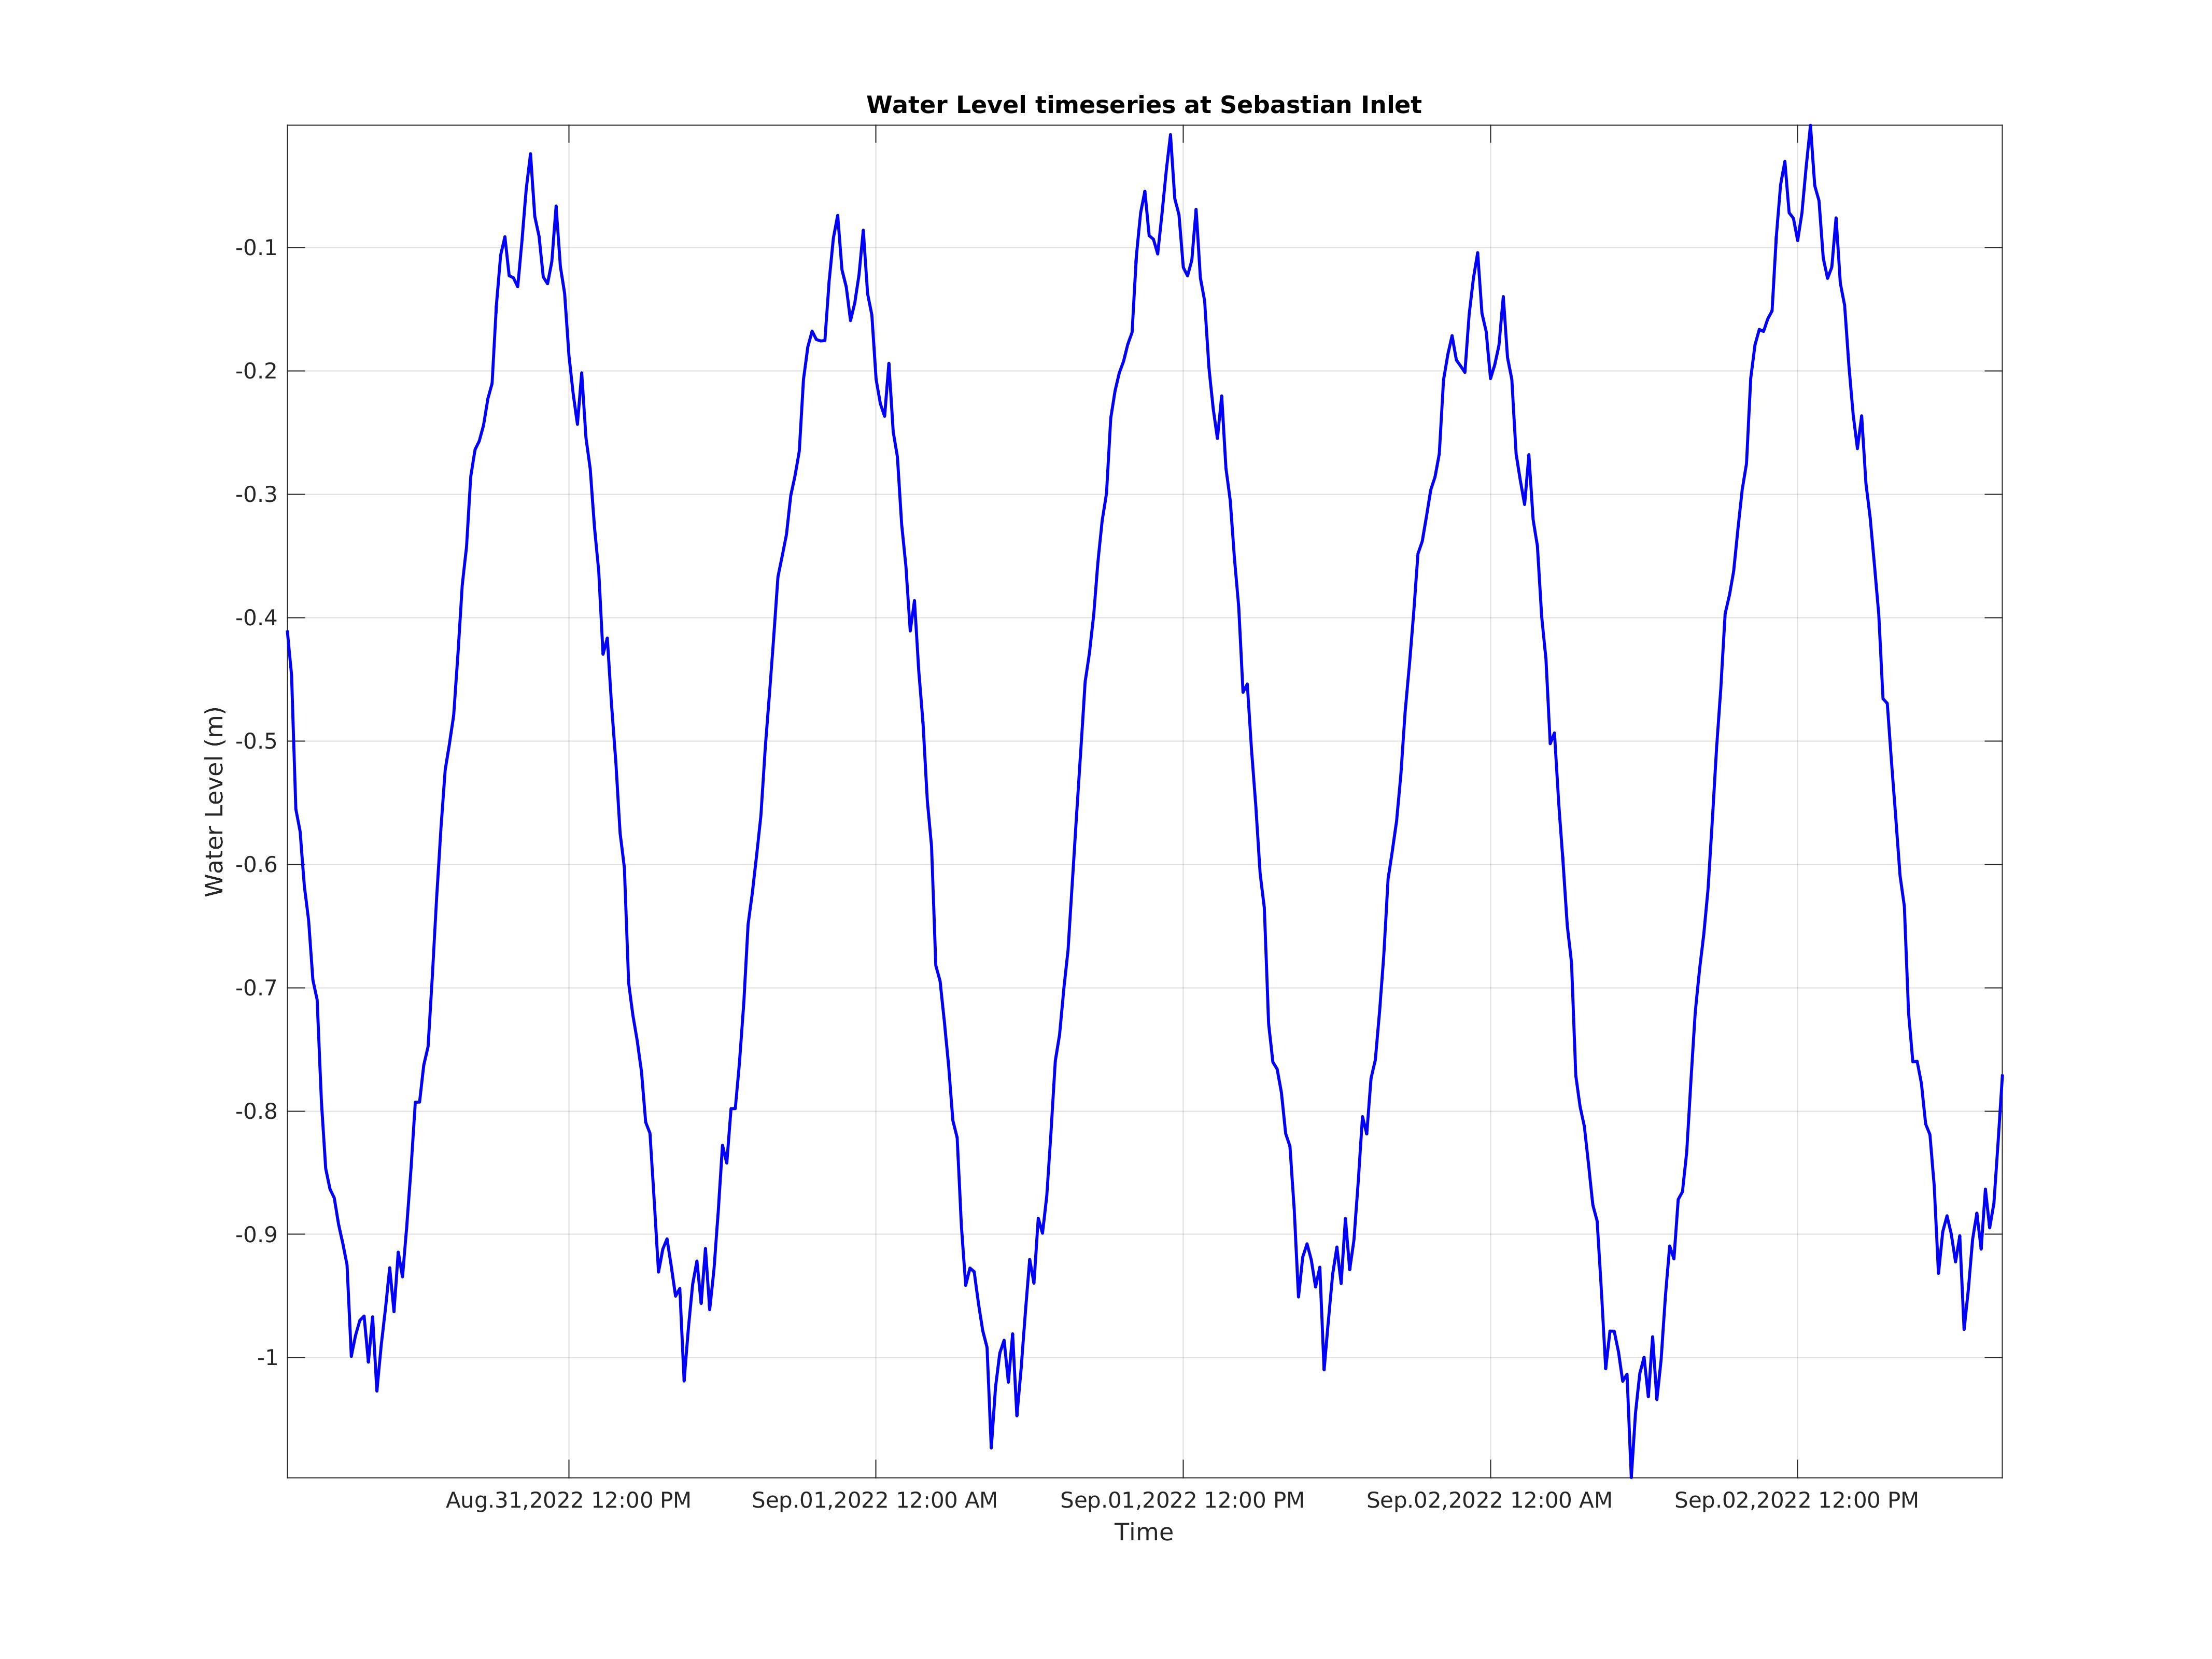 Water Level timeseries at Sebastian Inlet
-0.1
-0.2
-0.3
-0.4
-0.5
-0.6
-0.7
-0.8
-0.9
-1
Water Level (m)
Aug.31,2022 12:00 PM
Sep.01,2022 12:00 AM
Sep.01,2022 12:00 PM
Sep.02,2022 12:00 AM
Sep.02,2022 12:00 PM
Time